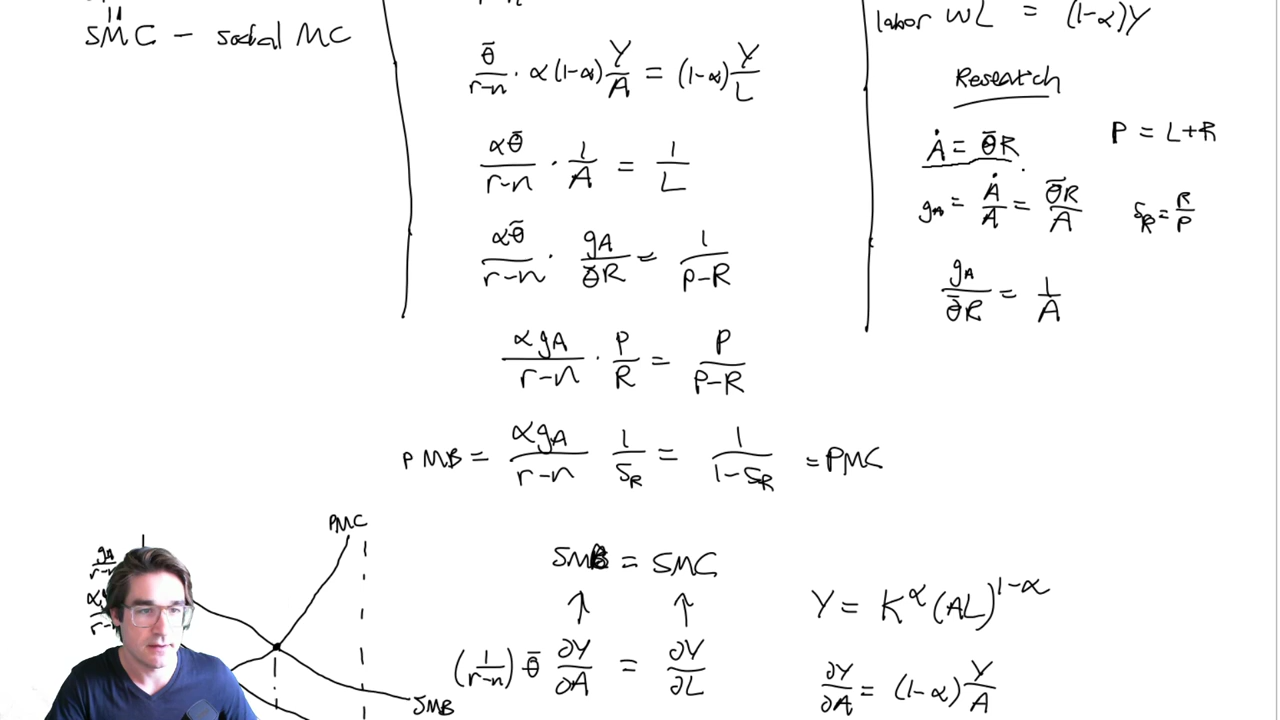 SMC – social MC
θ̄/(r-n) · α(1-α) Y/A = (1-α) Y/L
αθ̄/(r-n) · 1/A = 1/L
αθ̄/(r-n) · gA/(θ̄R) = 1/(P-R)
αgA/(r-n) · P/R = P/(P-R)
PMB = αgA/(r-n) 1/SR = 1/(1-SR) = PMC
SMB = SMC
↑ ↑
(1/(r-n)) θ̄ ∂Y/∂A = ∂Y/∂L
labor wL = (1-α)Y
Research
Ȧ = θ̄R
P = L+R
gA = Ȧ/A = θ̄R/A
SR = R/P
gA/(θ̄R) = 1/A
Y = K^α (AL)^(1-α)
∂Y/∂A = (1-α) Y/A
PMC
gA/(r-n)
SMB